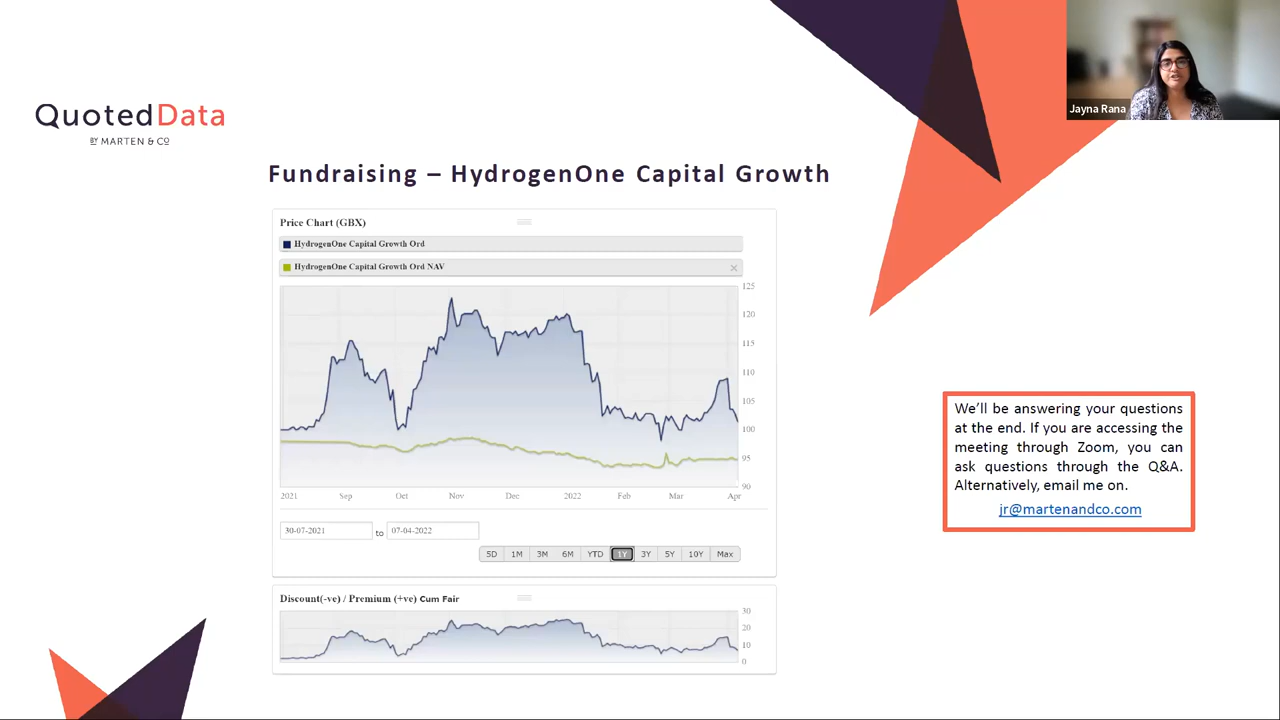 Jayna Rana
QuotedData
BY MARTEN & CO
Fundraising – HydrogenOne Capital Growth
Price Chart (GBX)
HydrogenOne Capital Growth Ord
HydrogenOne Capital Growth Ord NAV
125
120
115
110
105
100
95
90
2021 Sep Oct Nov Dec 2022 Feb Mar Apr
30-07-2021 to 07-04-2022
5D 1M 3M 6M YTD 1Y 3Y 5Y 10Y Max
Discount(-ve) / Premium (+ve) Cum Fair
30
20
10
0
We'll be answering your questions
at the end. If you are accessing the
meeting through Zoom, you can
ask questions through the Q&A.
Alternatively, email me on.
jr@martenandco.com